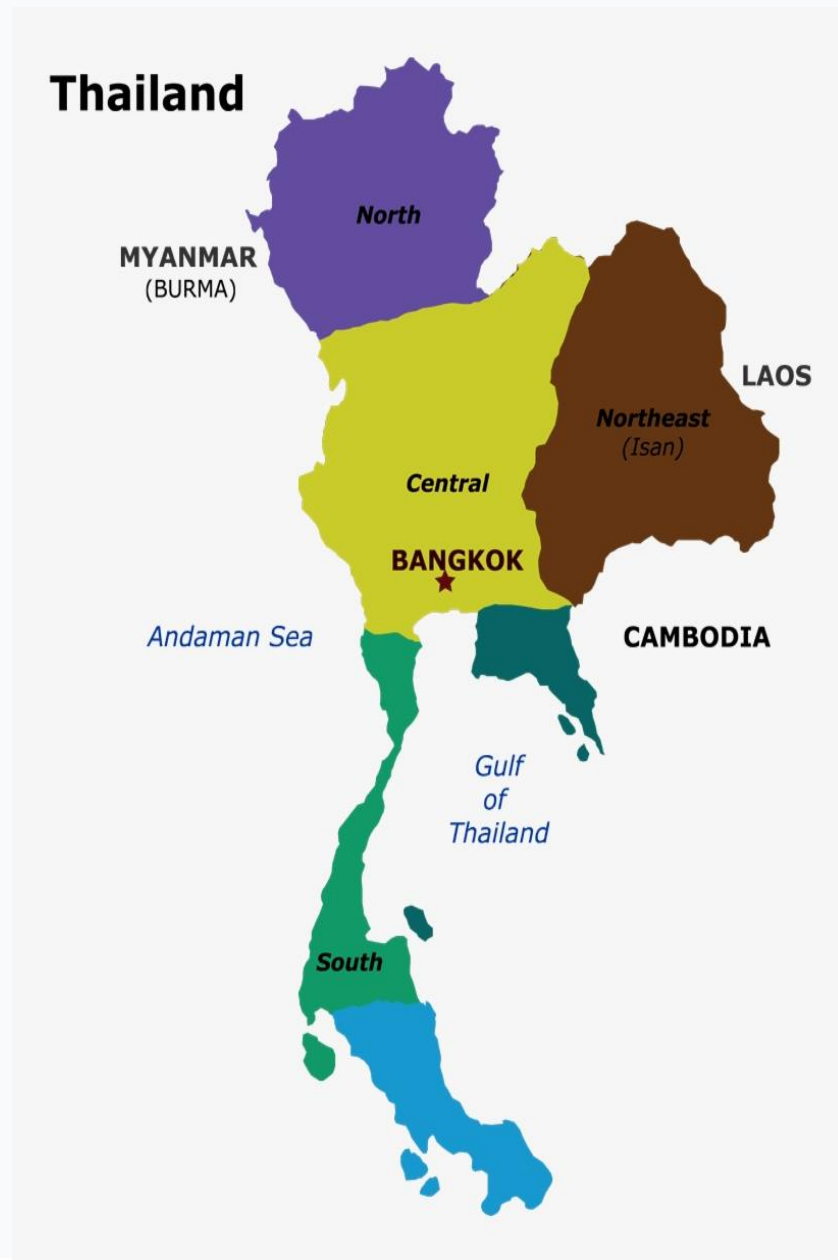 Thailand
North
MYANMAR
(BURMA)
LAOS
Northeast
(Isan)
Central
BANGKOK
Andaman Sea
CAMBODIA
Gulf
of
Thailand
South